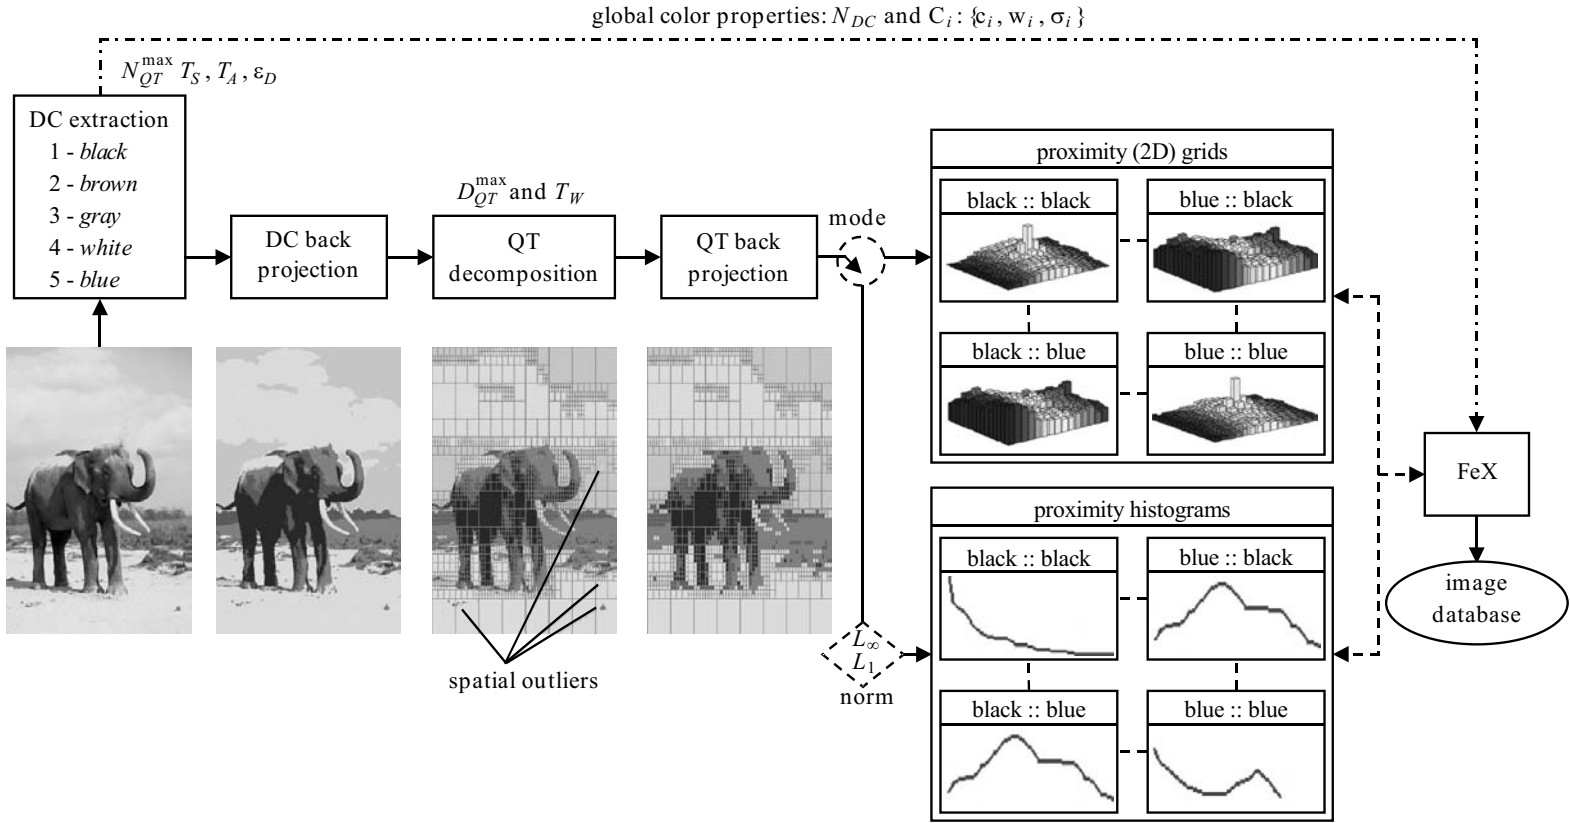 global color properties: N_DC and C_i : {c_i, w_i, σ_i}
N_QT^max T_S, T_A, ε_D
DC extraction
1 - black
2 - brown
3 - gray
4 - white
5 - blue
DC back
projection
D_QT^max and T_W
QT
decomposition
QT back
projection
mode
spatial outliers
L∞
L_1
norm
proximity (2D) grids
black :: black
blue :: black
black :: blue
blue :: blue
proximity histograms
black :: black
blue :: black
black :: blue
blue :: blue
FeX
image
database